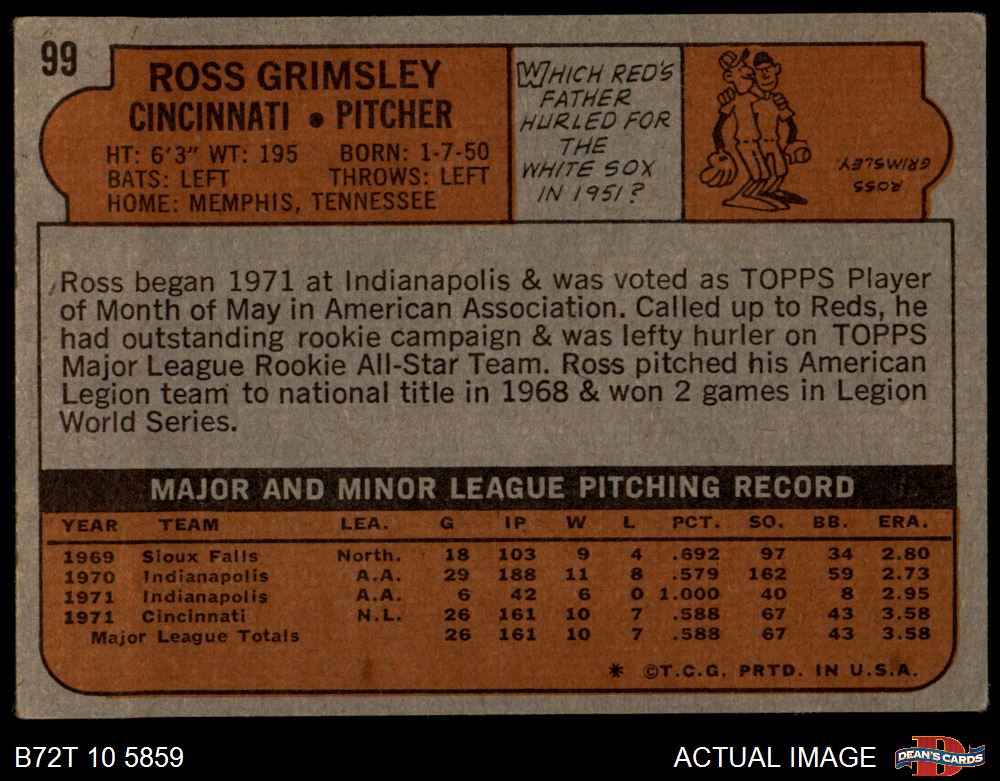 99
ROSS GRIMSLEY
CINCINNATI • PITCHER
HT: 6'3" WT: 195 BORN: 1-7-50
BATS: LEFT THROWS: LEFT
HOME: MEMPHIS, TENNESSEE
WHICH RED'S
FATHER
HURLED FOR
THE
WHITE SOX
IN 1951?
ROSS
GRIMSLEY
Ross began 1971 at Indianapolis & was voted as TOPPS Player
of Month of May in American Association. Called up to Reds, he
had outstanding rookie campaign & was lefty hurler on TOPPS
Major League Rookie All-Star Team. Ross pitched his American
Legion team to national title in 1968 & won 2 games in Legion
World Series.
MAJOR AND MINOR LEAGUE PITCHING RECORD
YEAR TEAM LEA. G IP W L PCT. SO. BB. ERA.
1969 Sioux Falls North. 18 103 9 4 .692 97 34 2.80
1970 Indianapolis A.A. 29 188 11 8 .579 162 59 2.73
1971 Indianapolis A.A. 6 42 6 0 1.000 40 8 2.95
1971 Cincinnati N.L. 26 161 10 7 .588 67 43 3.58
Major League Totals 26 161 10 7 .588 67 43 3.58
* ©T.C.G. PRTD. IN U.S.A.
B72T 10 5859
ACTUAL IMAGE
D
DEAN'S CARDS